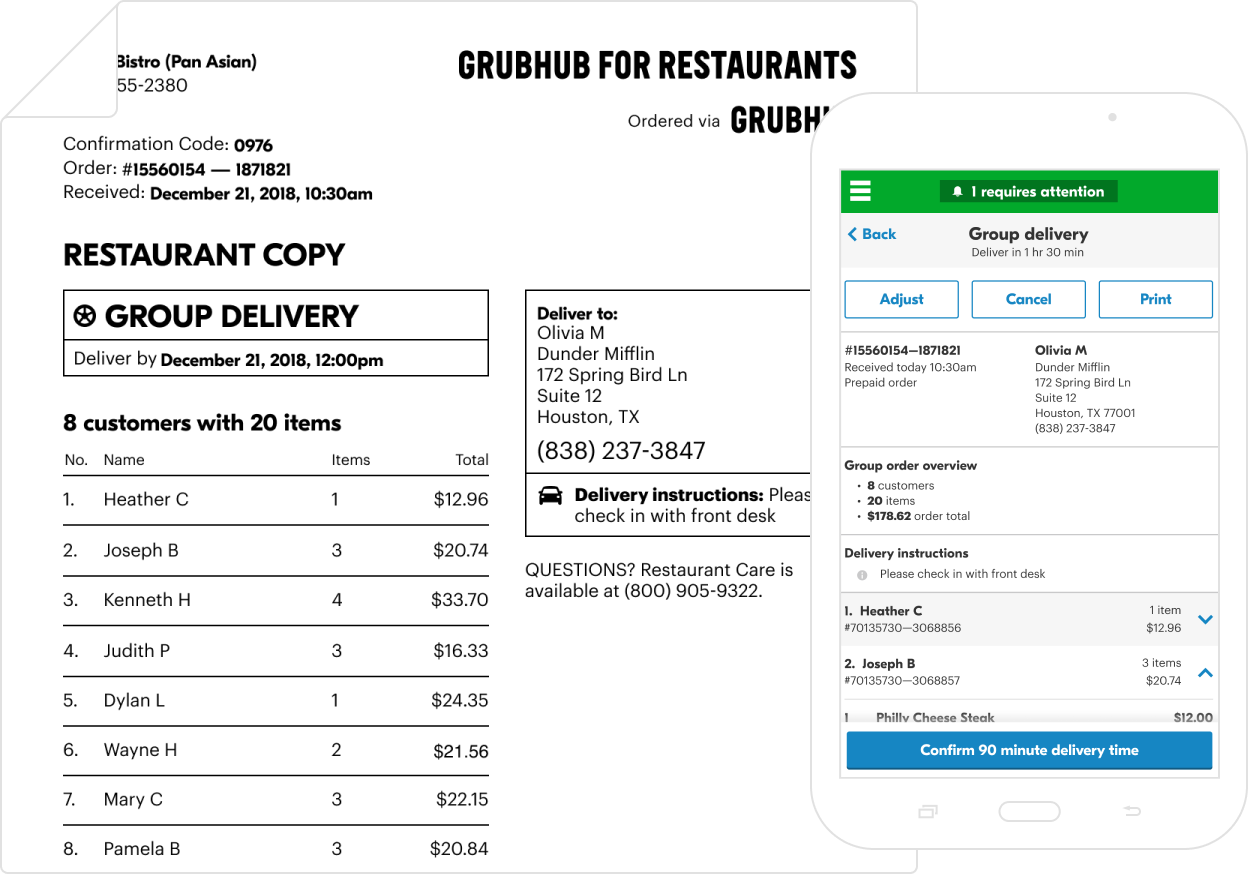 Bistro (Pan Asian)
55-2380
GRUBHUB FOR RESTAURANTS
Ordered via
Confirmation Code: 0976
Order: #15560154 — 1871821
Received: December 21, 2018, 10:30am
RESTAURANT COPY
GROUP DELIVERY
Deliver by December 21, 2018, 12:00pm
8 customers with 20 items
No. Name Items Total
1. Heather C 1 $12.96
2. Joseph B 3 $20.74
3. Kenneth H 4 $33.70
4. Judith P 3 $16.33
5. Dylan L 1 $24.35
6. Wayne H 2 $21.56
7. Mary C 3 $22.15
8. Pamela B 3 $20.84
Deliver to:
Olivia M
Dunder Mifflin
172 Spring Bird Ln
Suite 12
Houston, TX
(838) 237-3847
Delivery instructions: Pleas
check in with front desk
QUESTIONS? Restaurant Care is
available at (800) 905-9322.
1 requires attention
Back
Group delivery
Deliver in 1 hr 30 min
Adjust Cancel Print
#15560154—1871821
Received today 10:30am
Prepaid order
Olivia M
Dunder Mifflin
172 Spring Bird Ln
Suite 12
Houston, TX 77001
(838) 237-3847
Group order overview
• 8 customers
• 20 items
• $178.62 order total
Delivery instructions
Please check in with front desk
1. Heather C 1 item
#70135730—3068856 $12.96
2. Joseph B 3 items
#70135730—3068857 $20.74
1 Philly Cheese Steak $12.00
Confirm 90 minute delivery time